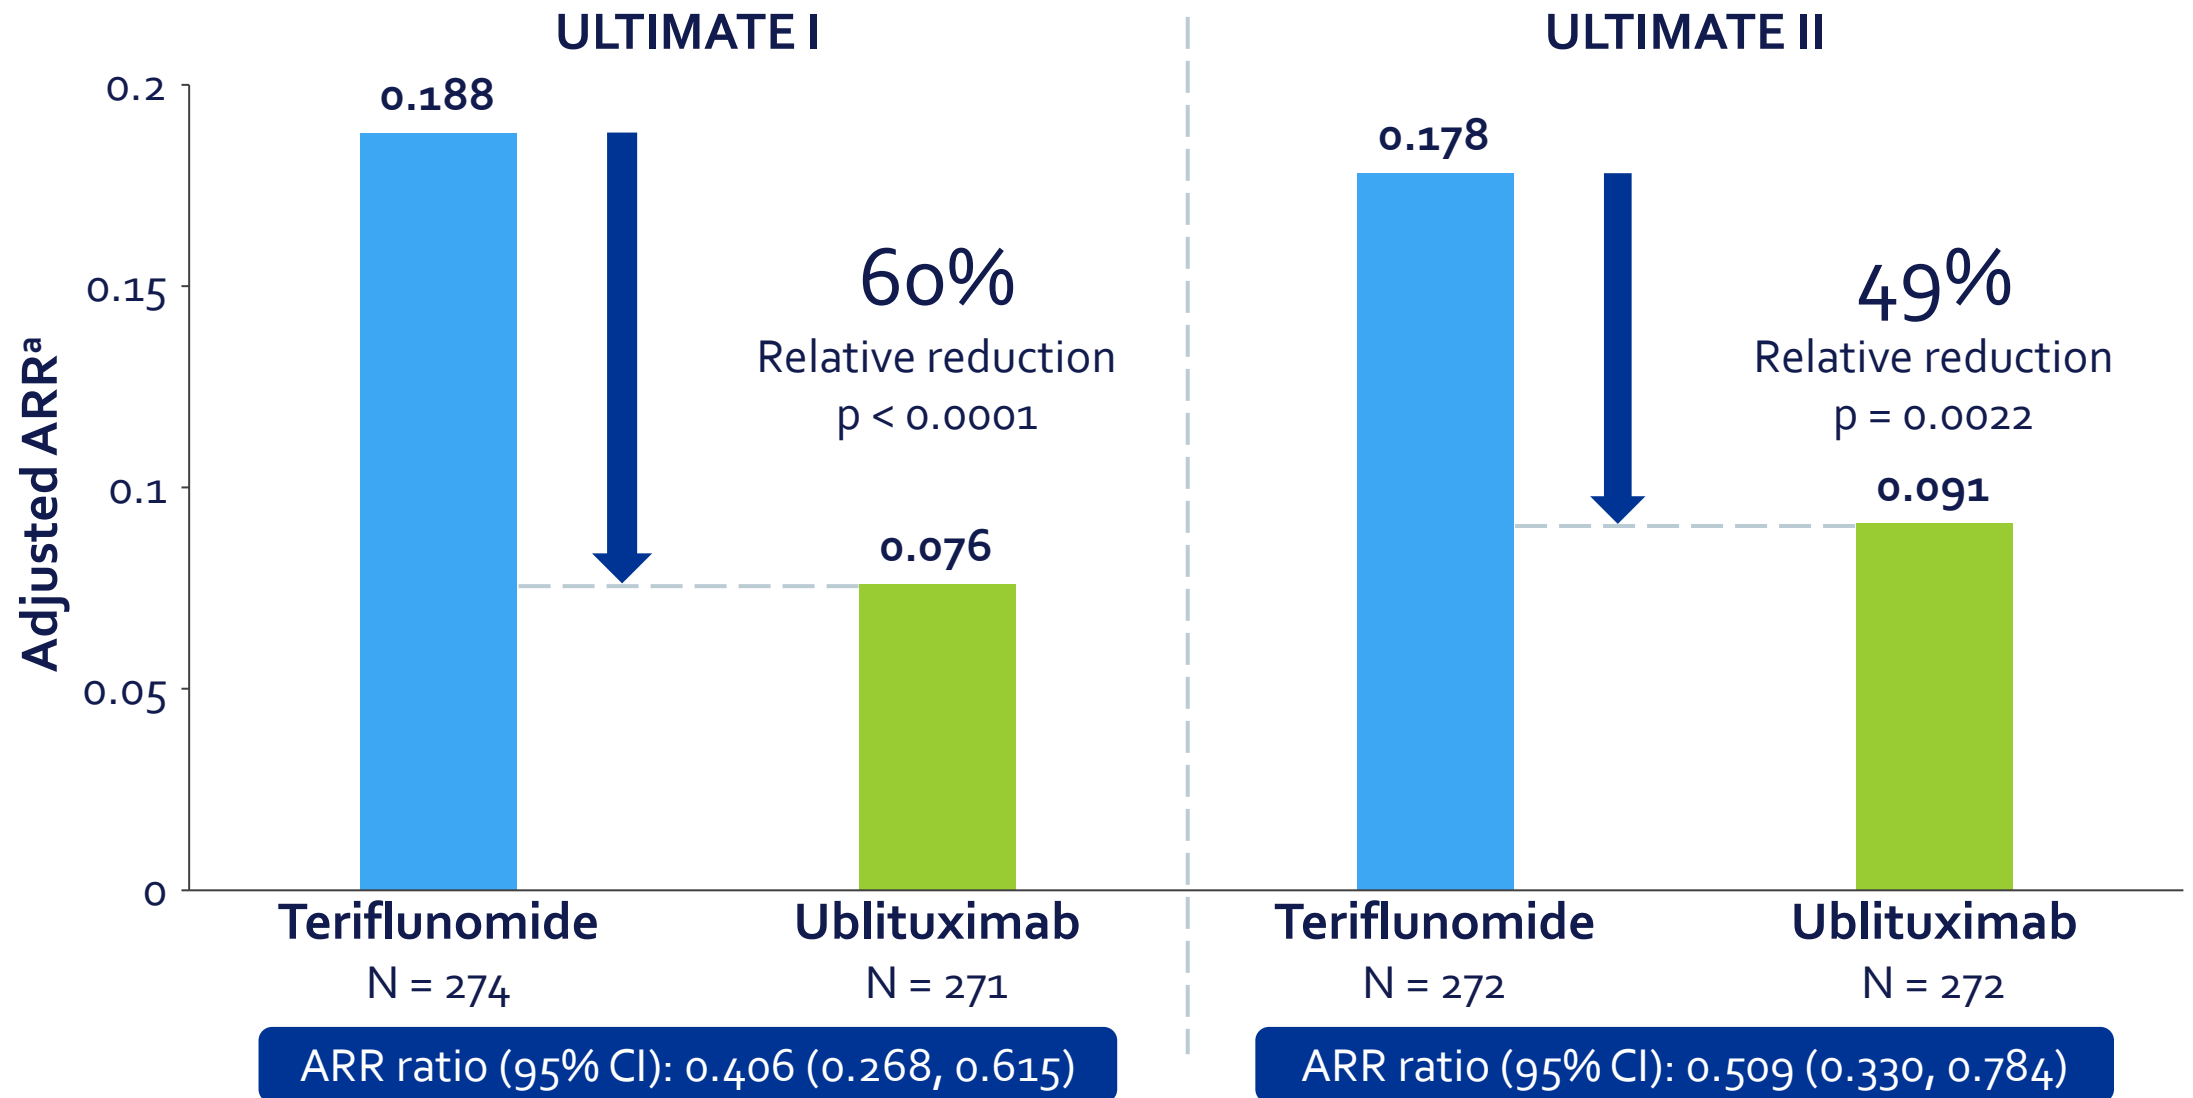 ULTIMATE I
ULTIMATE II
Adjusted ARRᵃ
0.2
0.15
0.1
0.05
0
0.188
60%
Relative reduction
p < 0.0001
0.076
0.178
49%
Relative reduction
p = 0.0022
0.091
Teriflunomide
N = 274
Ublituximab
N = 271
Teriflunomide
N = 272
Ublituximab
N = 272
ARR ratio (95% CI): 0.406 (0.268, 0.615)
ARR ratio (95% CI): 0.509 (0.330, 0.784)